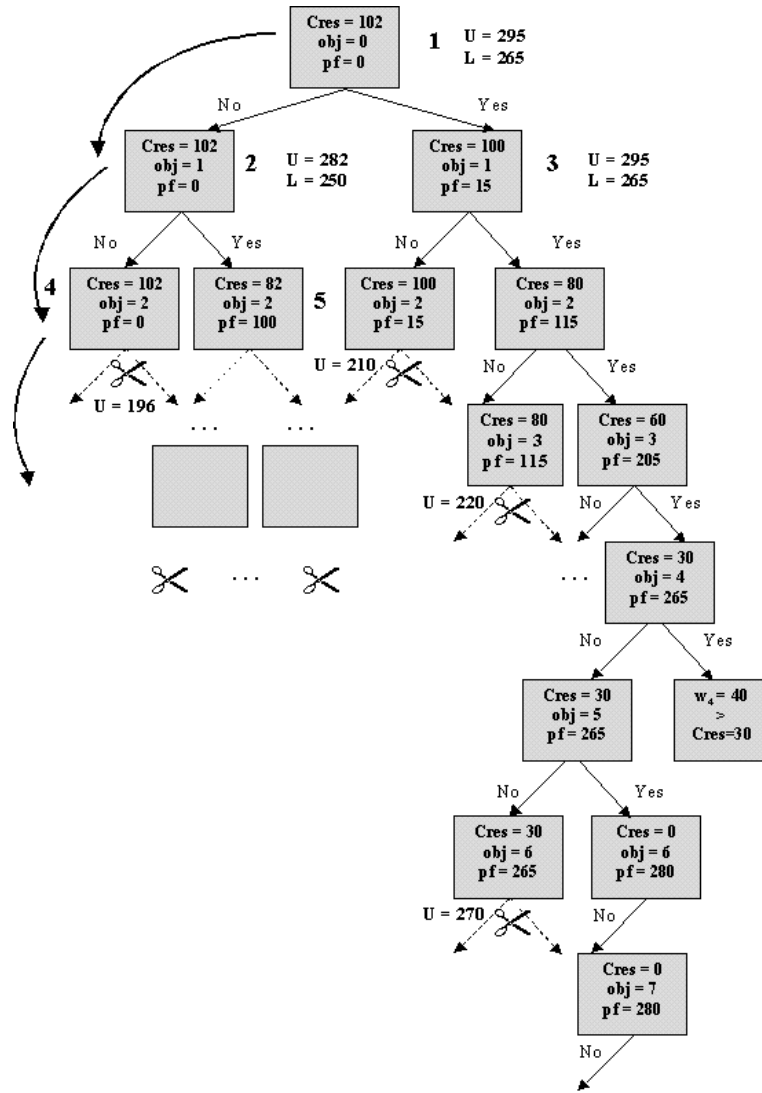 Cres = 102
obj = 0
pf = 0
1
U = 295
L = 265
No
Yes
Cres = 102
obj = 1
pf = 0
2
U = 282
L = 250
Cres = 100
obj = 1
pf = 15
3
U = 295
L = 265
No
Yes
No
Yes
4
Cres = 102
obj = 2
pf = 0
Cres = 82
obj = 2
pf = 100
5
Cres = 100
obj = 2
pf = 15
Cres = 80
obj = 2
pf = 115
U = 196
...
...
U = 210
No
Yes
Cres = 80
obj = 3
pf = 115
Cres = 60
obj = 3
pf = 205
U = 220
No
Yes
...
...
Cres = 30
obj = 4
pf = 265
No
Yes
Cres = 30
obj = 5
pf = 265
w₄ = 40
>
Cres=30
No
Yes
Cres = 30
obj = 6
pf = 265
Cres = 0
obj = 6
pf = 280
U = 270
No
Cres = 0
obj = 7
pf = 280
No